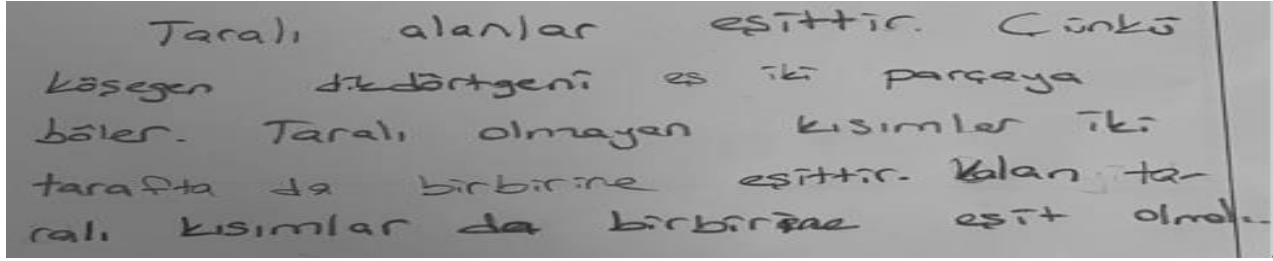 Taralı alanlar eşittir. Çünkü
köşegen dikdörtgeni eş iki parçaya
böler. Taralı olmayan kısımlar iki
tarafta da birbirine eşittir. Kalan ta-
ralı kısımlar da birbirine eşit olmalı.